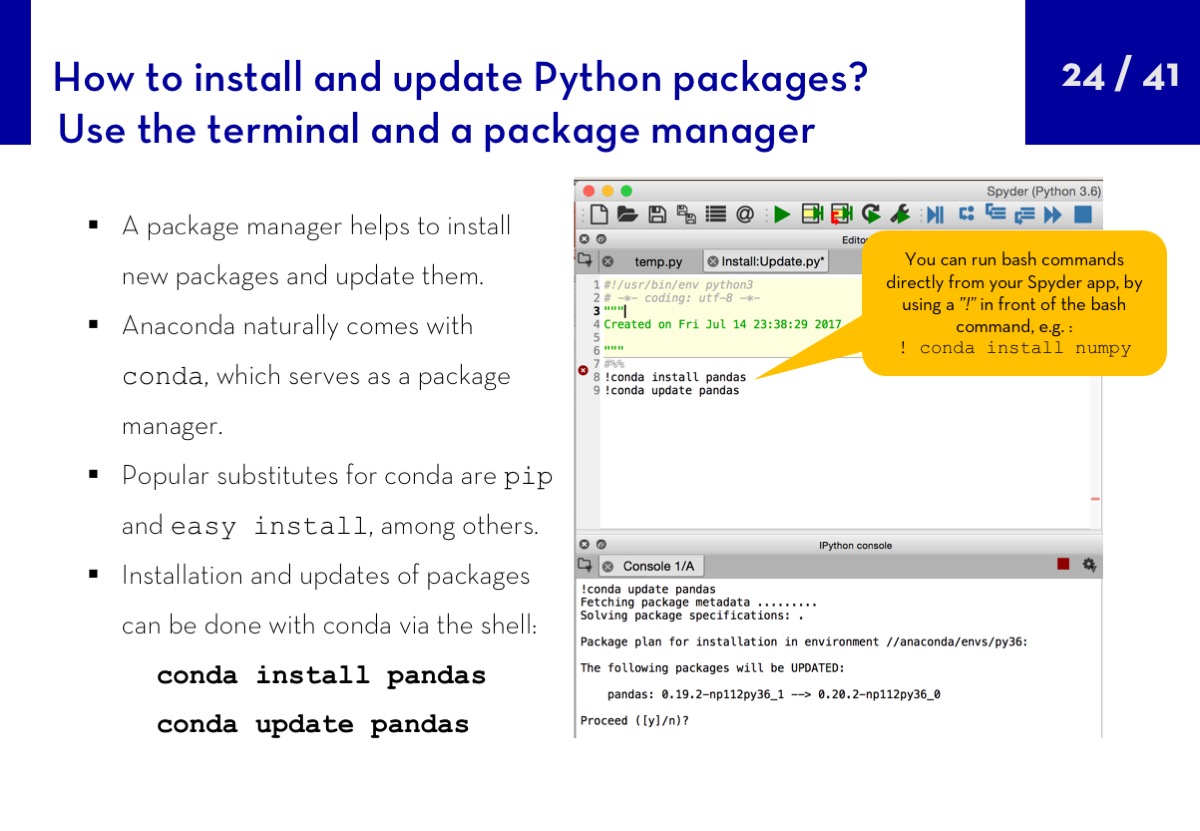 How to install and update Python packages?
Use the terminal and a package manager
24 / 41
▪ A package manager helps to install
new packages and update them.
▪ Anaconda naturally comes with
conda, which serves as a package
manager.
▪ Popular substitutes for conda are pip
and easy install, among others.
▪ Installation and updates of packages
can be done with conda via the shell:
conda install pandas
conda update pandas
Spyder (Python 3.6)
temp.py
Install:Update.py*
1 #!/usr/bin/env python3
2 # -*- coding: utf-8 -*-
3 """
4 Created on Fri Jul 14 23:38:29 2017
5
6 """
7 #%%
8 !conda install pandas
9 !conda update pandas
You can run bash commands
directly from your Spyder app, by
using a "!" in front of the bash
command, e.g. :
! conda install numpy
IPython console
Console 1/A
!conda update pandas
Fetching package metadata .........
Solving package specifications: .
Package plan for installation in environment //anaconda/envs/py36:
The following packages will be UPDATED:
pandas: 0.19.2-np112py36_1 --> 0.20.2-np112py36_0
Proceed ([y]/n)?